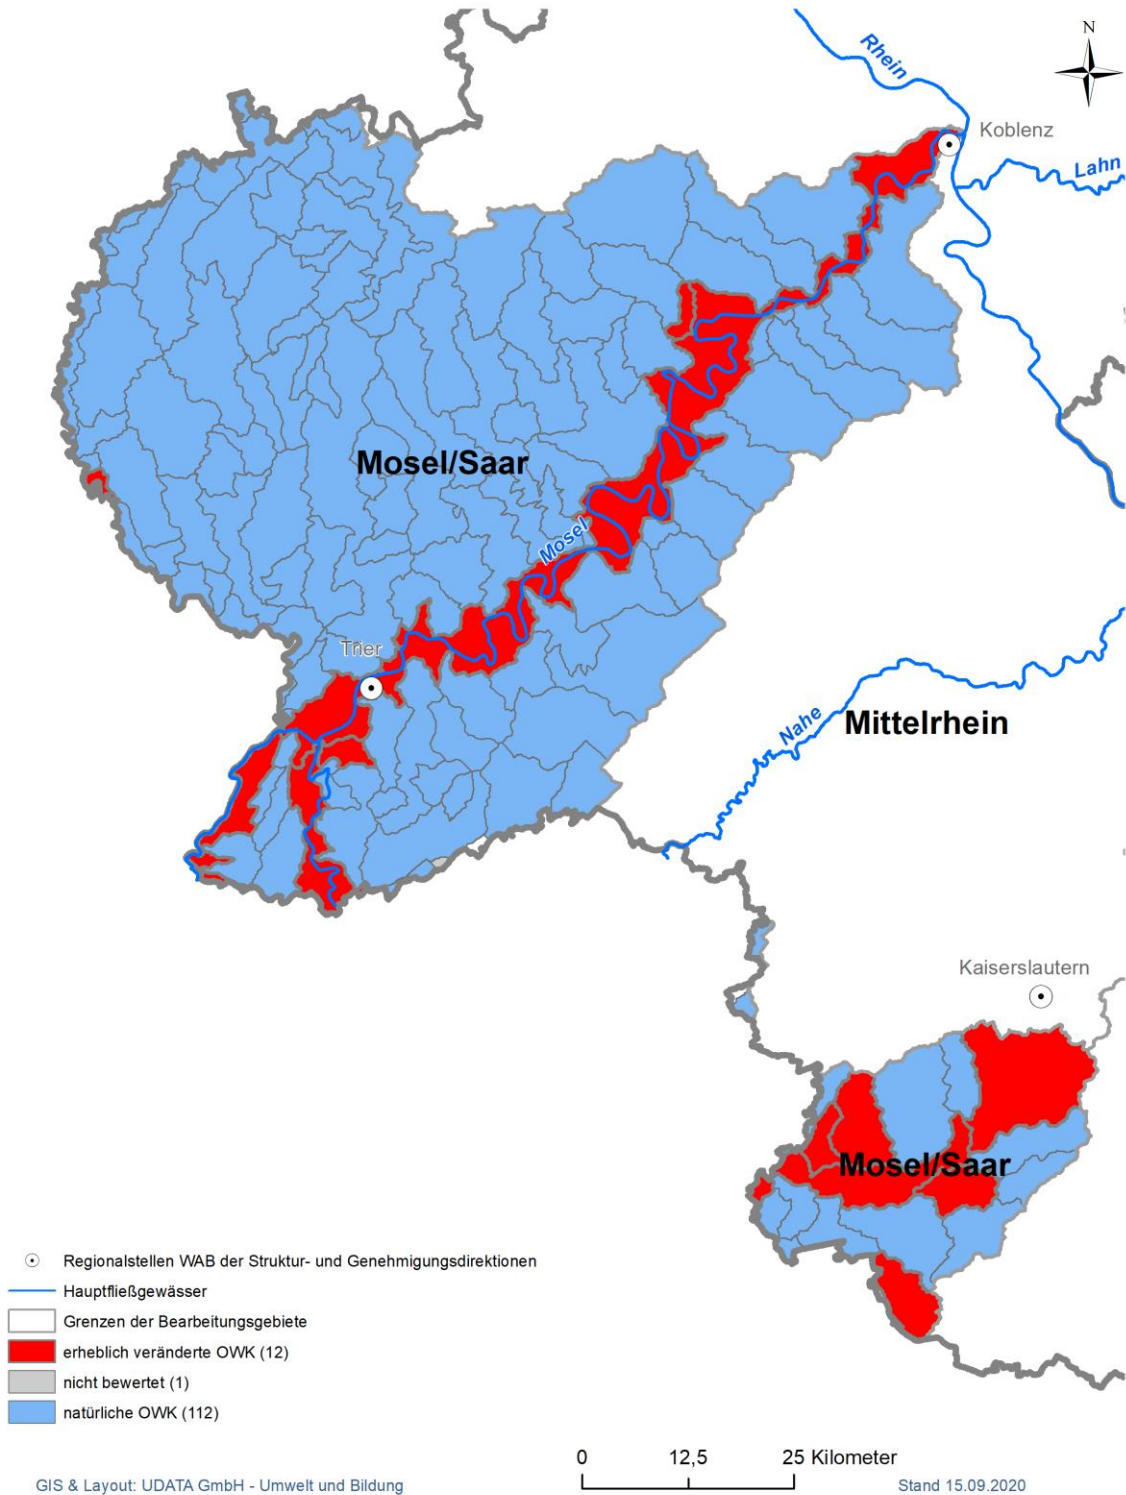 N
Rhein
Koblenz
Lahn
Mosel/Saar
Mosel
Trier
Nahe
Mittelrhein
Kaiserslautern
Mosel/Saar
Regionalstellen WAB der Struktur- und Genehmigungsdirektionen
Hauptfließgewässer
Grenzen der Bearbeitungsgebiete
erheblich veränderte OWK (12)
nicht bewertet (1)
natürliche OWK (112)
0 12,5 25 Kilometer
GIS & Layout: UDATA GmbH - Umwelt und Bildung
Stand 15.09.2020